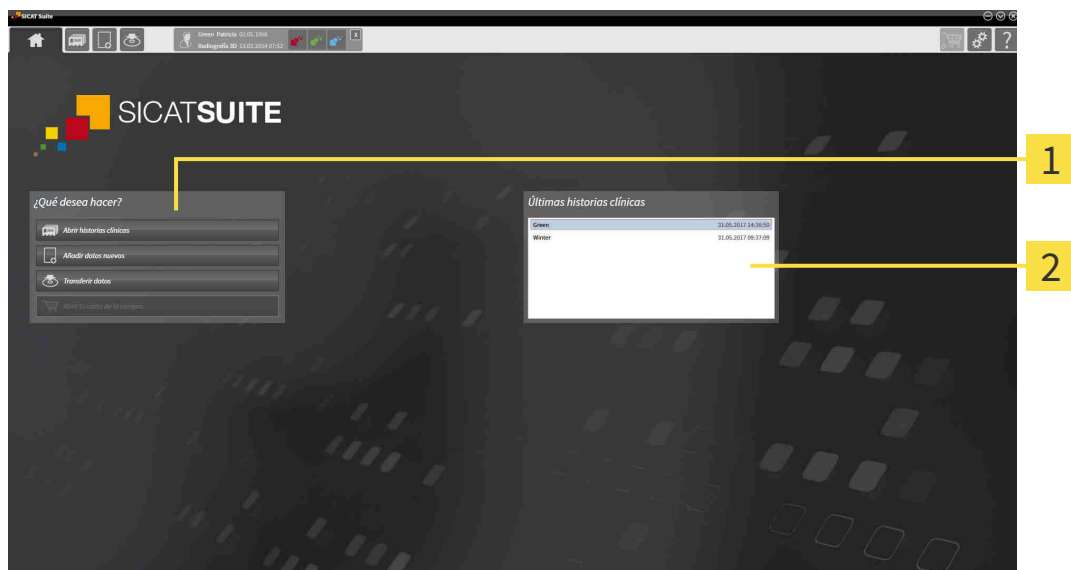 SICAT Suite
Green Patricia 02.05.1956
Radiografía 3D 12.02.2014 07:52
X
?
SICATSUITE
1
¿Qué desea hacer?
Abrir historias clínicas
Añadir datos nuevos
Transferir datos
Abrir la cesta de la compra
Últimas historias clínicas
Green 31.05.2017 14:36:50
Winter 31.05.2017 09:37:09
2